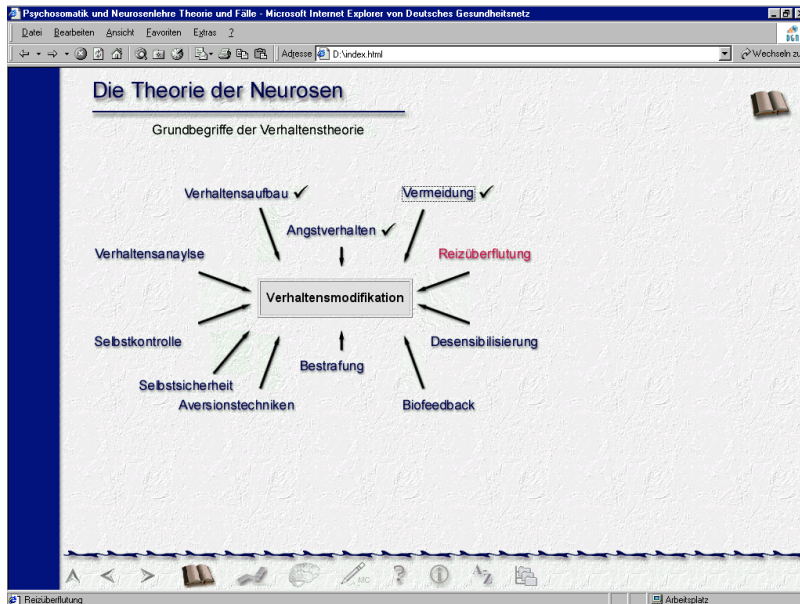 Psychosomatik und Neurosenlehre Theorie und Fälle - Microsoft Internet Explorer von Deutsches Gesundheitsnetz
Datei Bearbeiten Ansicht Favoriten Extras ?
DGN
Adresse D:\index.html Wechseln zu
Die Theorie der Neurosen
Grundbegriffe der Verhaltenstheorie
Verhaltensaufbau Vermeidung
Angstverhalten
Verhaltensanaylse Reizüberflutung
Verhaltensmodifikation
Selbstkontrolle Desensibilisierung
Bestrafung
Selbstsicherheit
Aversionstechniken Biofeedback
MC ? i A-Z
Reizüberflutung Arbeitsplatz